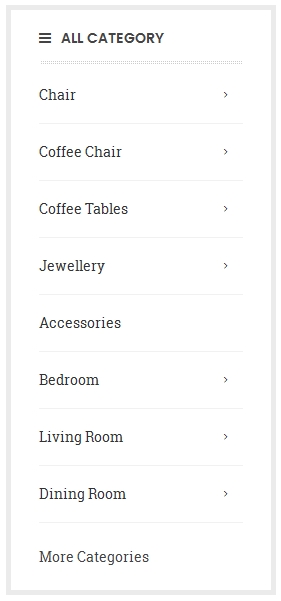 ALL CATEGORY
Chair
Coffee Chair
Coffee Tables
Jewellery
Accessories
Bedroom
Living Room
Dining Room
More Categories